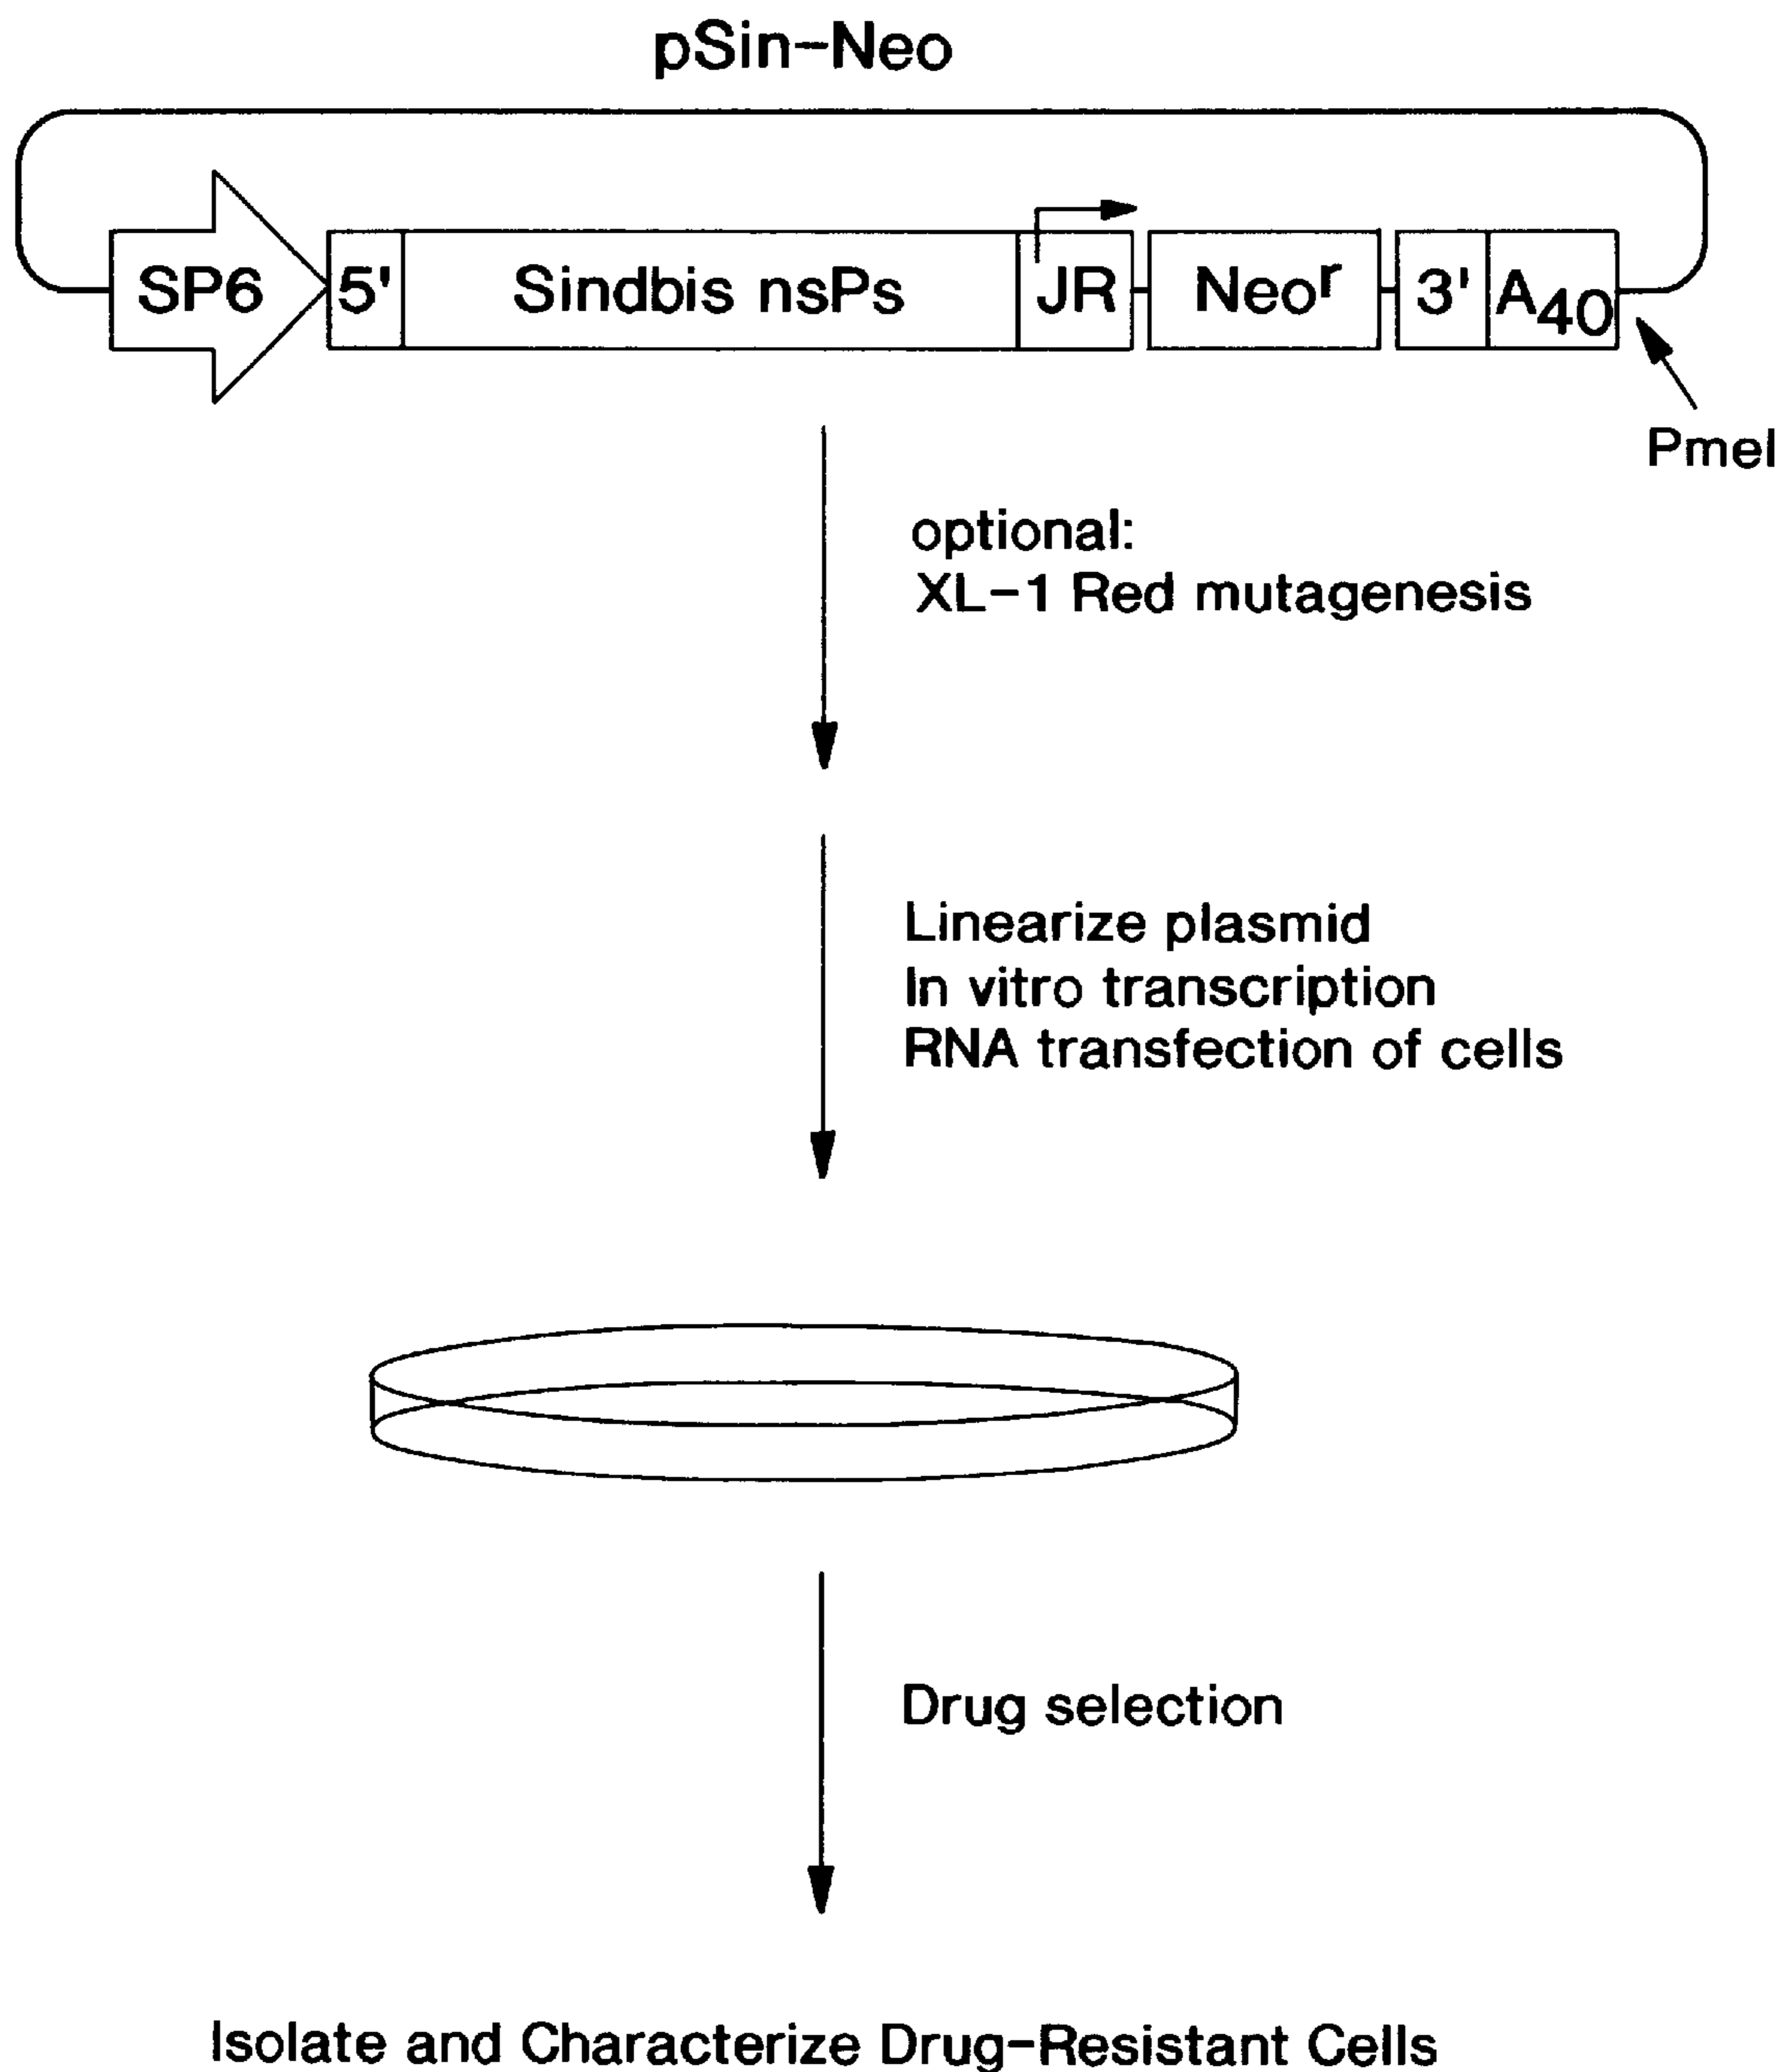 pSin-Neo
SP6 5' Sindbis nsPs JR Neoʳ 3' A₄₀
PmeI
optional:
XL-1 Red mutagenesis
Linearize plasmid
In vitro transcription
RNA transfection of cells
Drug selection
Isolate and Characterize Drug-Resistant Cells